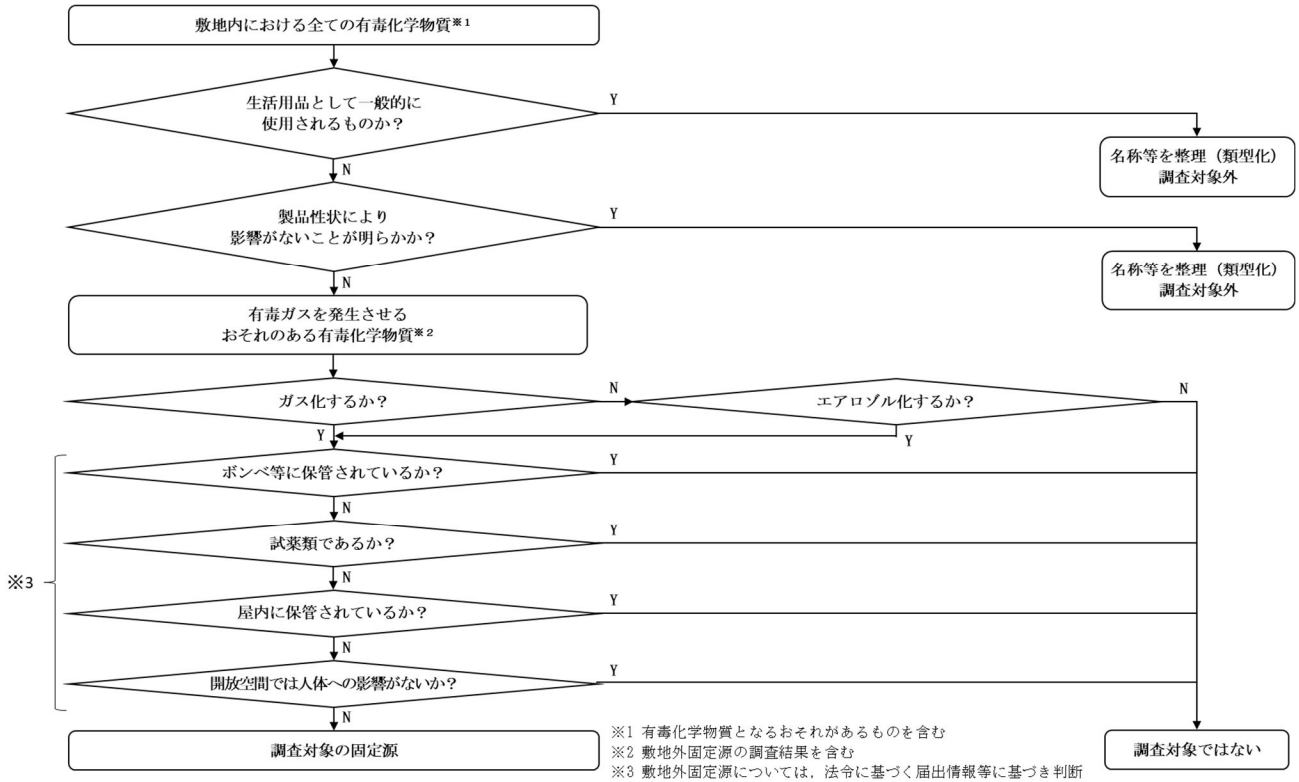 敷地内における全ての有毒化学物質※1
生活用品として一般的に
使用されるものか？
Y
名称等を整理（類型化）
調査対象外
N
製品性状により
影響がないことが明らかか？
Y
名称等を整理（類型化）
調査対象外
N
有毒ガスを発生させる
おそれのある有毒化学物質※2
ガス化するか？
N
エアロゾル化するか？
N
Y
Y
ボンベ等に保管されているか？
Y
N
試薬類であるか？
Y
N
※3
屋内に保管されているか？
Y
N
開放空間では人体への影響がないか？
Y
N
調査対象の固定源
調査対象ではない
※1 有毒化学物質となるおそれがあるものを含む
※2 敷地外固定源の調査結果を含む
※3 敷地外固定源については，法令に基づく届出情報等に基づき判断